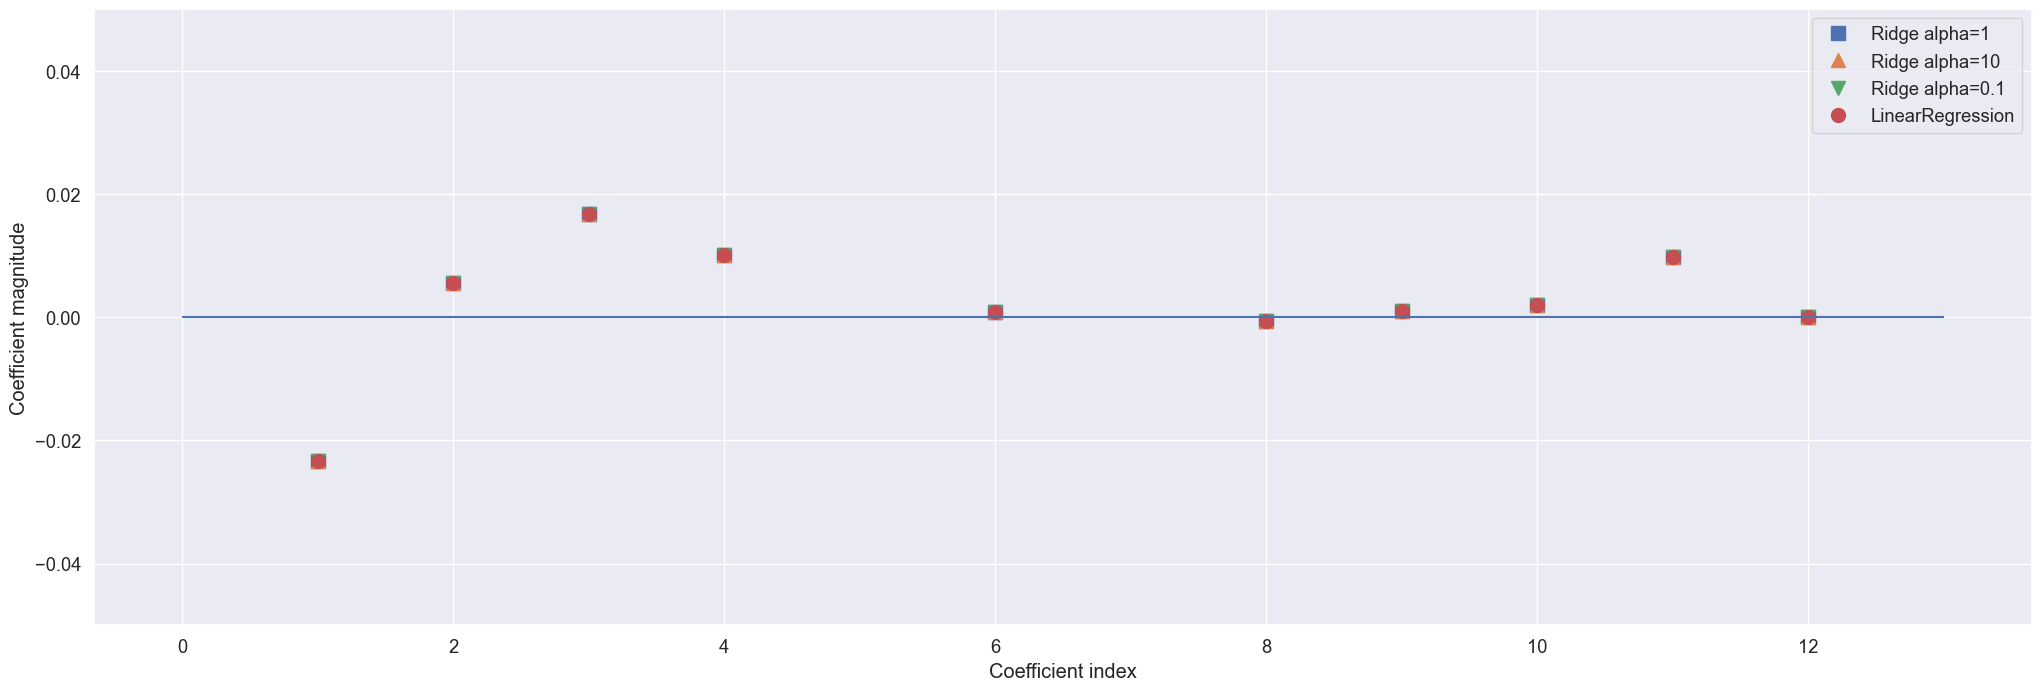 Ridge alpha=1
Ridge alpha=10
Ridge alpha=0.1
LinearRegression
Coefficient magnitude
0.04
0.02
0.00
−0.02
−0.04
0 2 4 6 8 10 12
Coefficient index